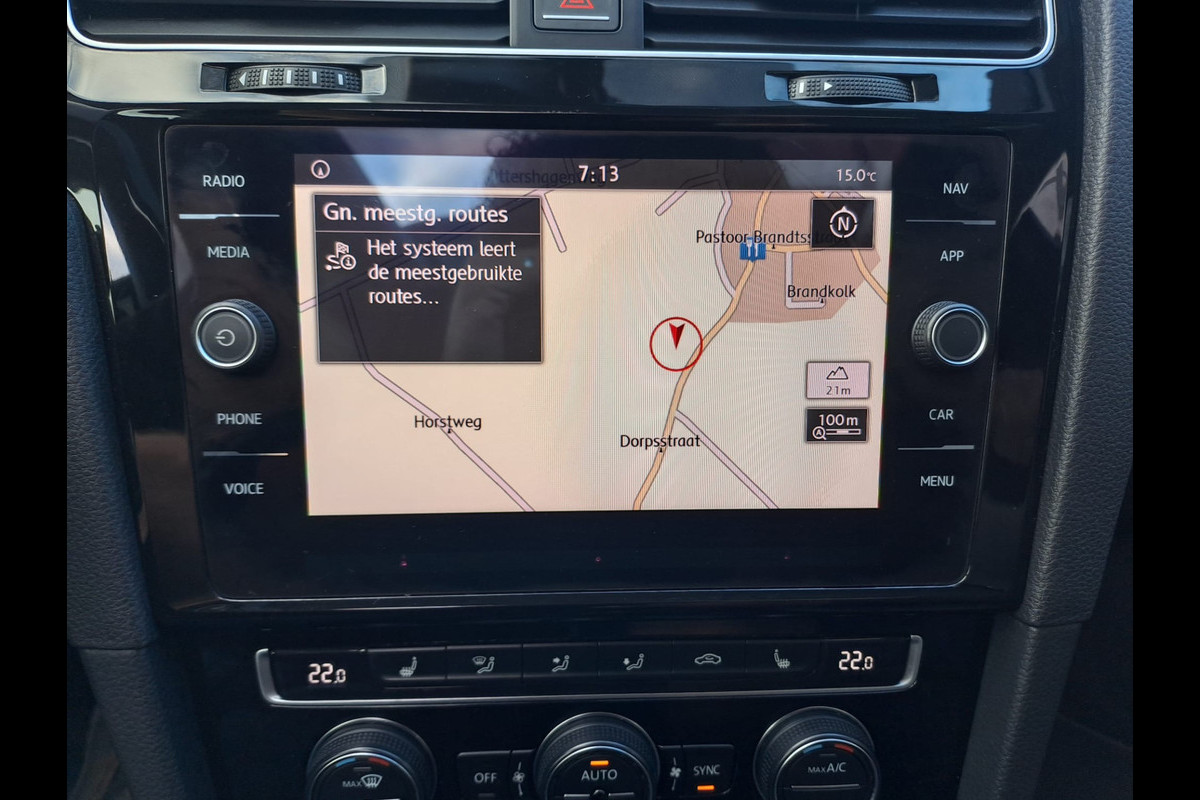 RADIO
MEDIA
PHONE
VOICE
7:13
15.0°C
Gn. meestg. routes
Het systeem leert
de meestgebruikte
routes...
N
Brandkolk
21m
100m
A
Horstweg
Dorpsstraat
NAV
APP
CAR
MENU
22.0
22.0
MAX
OFF
AUTO
SYNC
MAX A/C